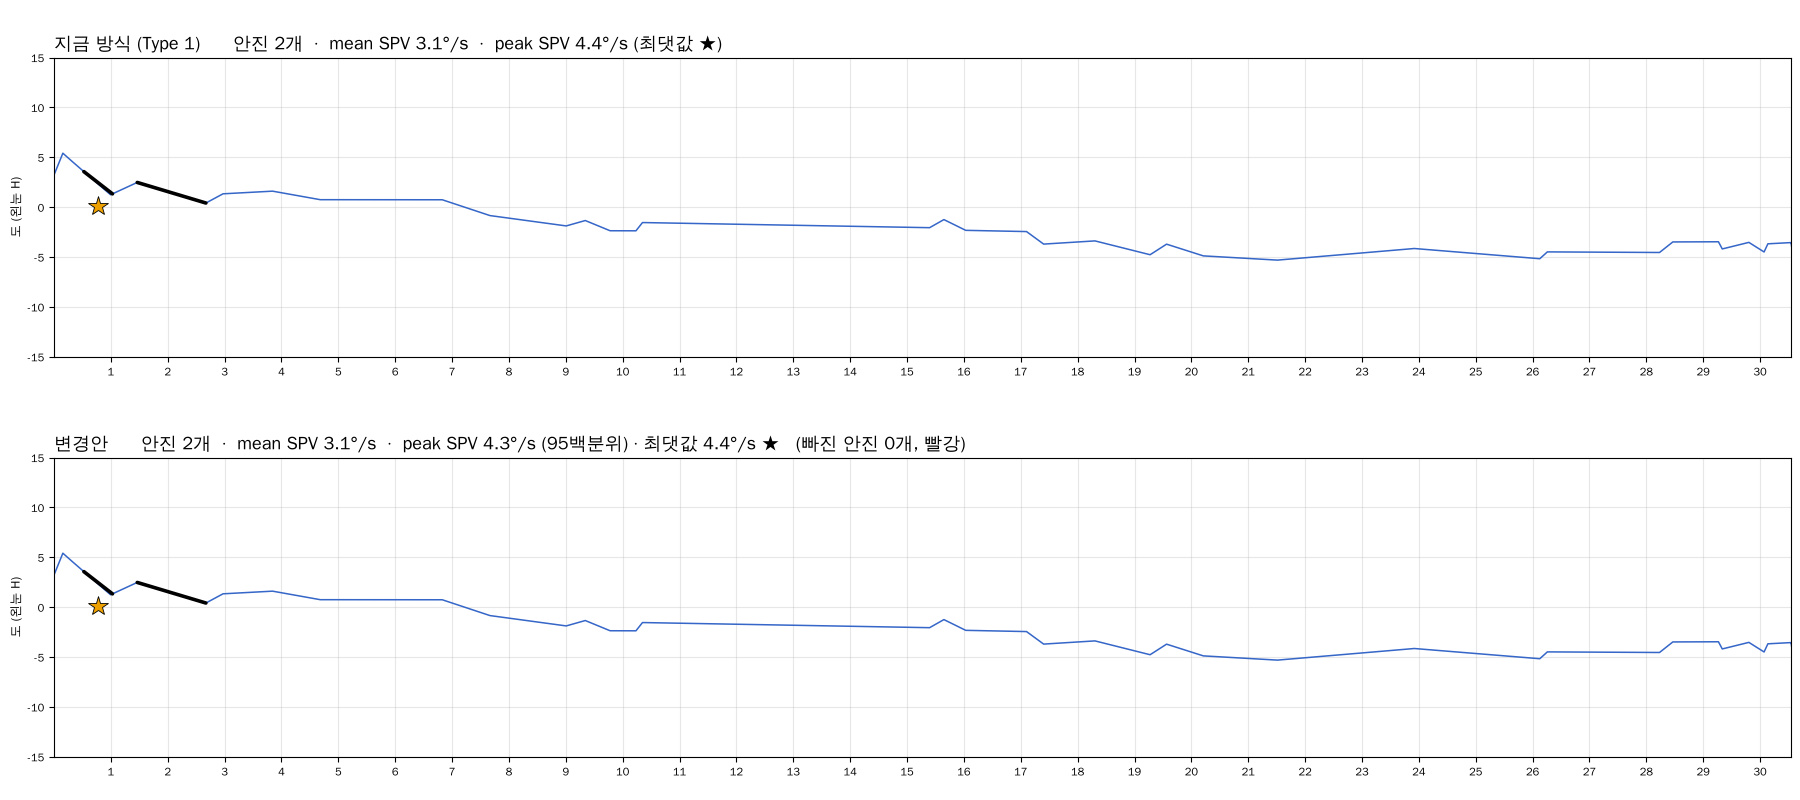 지금 방식 (Type 1) 안진 2개 · mean SPV 3.1°/s · peak SPV 4.4°/s (최댓값 ★)
15
10
5
0
-5
-10
-15
도 (왼눈 H)
1 2 3 4 5 6 7 8 9 10 11 12 13 14 15 16 17 18 19 20 21 22 23 24 25 26 27 28 29 30
변경안 안진 2개 · mean SPV 3.1°/s · peak SPV 4.3°/s (95백분위) · 최댓값 4.4°/s ★ (빠진 안진 0개, 빨강)
15
10
5
0
-5
-10
-15
도 (왼눈 H)
1 2 3 4 5 6 7 8 9 10 11 12 13 14 15 16 17 18 19 20 21 22 23 24 25 26 27 28 29 30